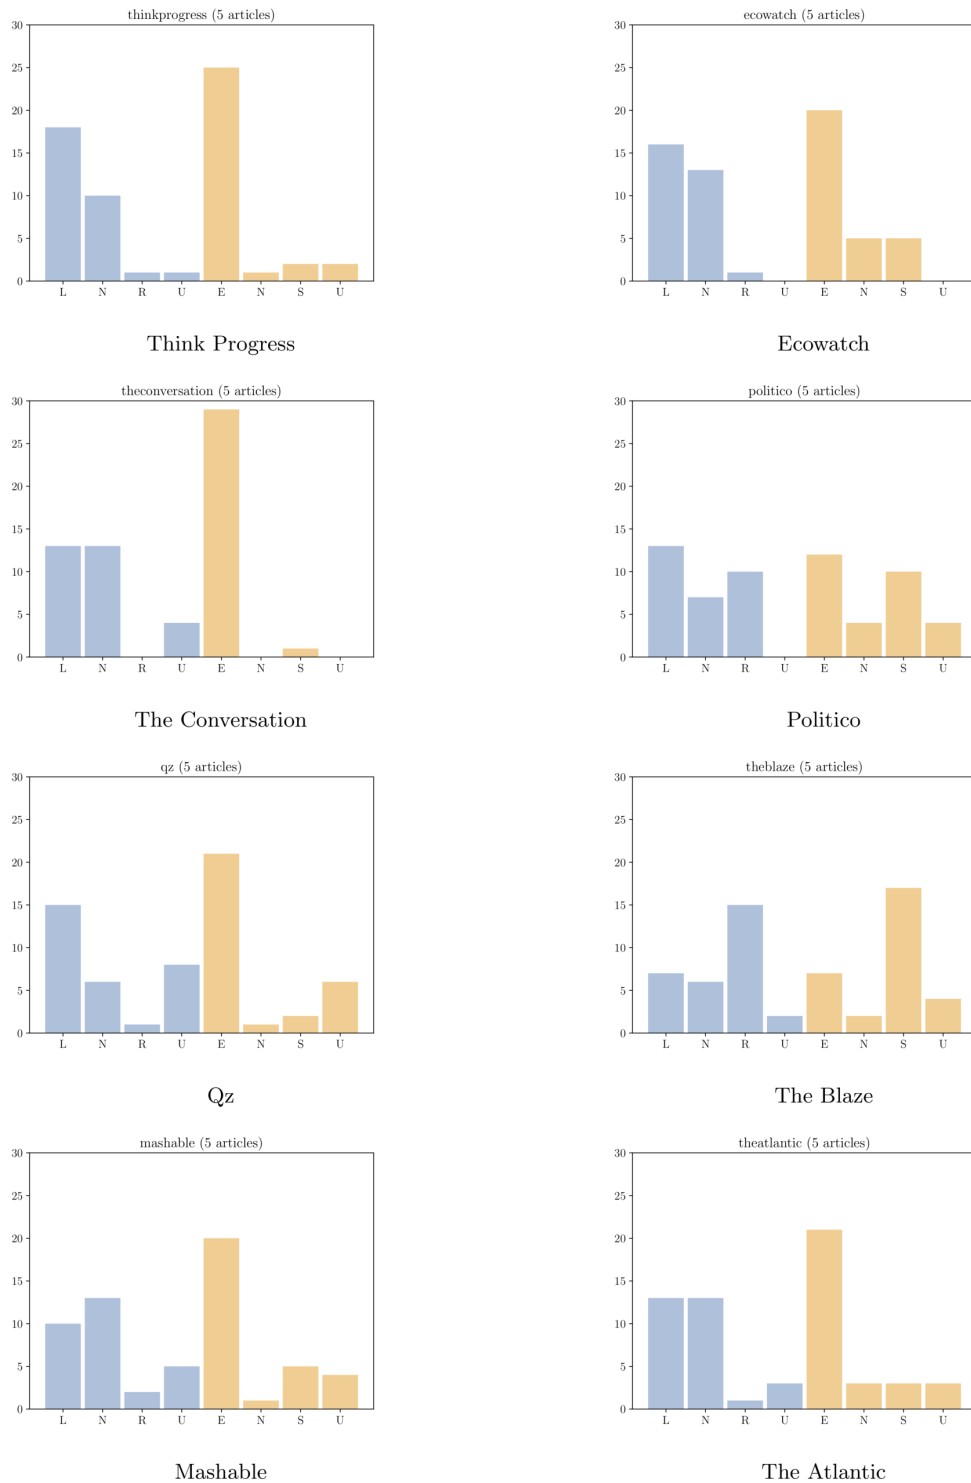 thinkprogress (5 articles)
30
25
20
15
10
5
0
L N R U E N S U
Think Progress
ecowatch (5 articles)
30
25
20
15
10
5
0
L N R U E N S U
Ecowatch
theconversation (5 articles)
30
25
20
15
10
5
0
L N R U E N S U
The Conversation
politico (5 articles)
30
25
20
15
10
5
0
L N R U E N S U
Politico
qz (5 articles)
30
25
20
15
10
5
0
L N R U E N S U
Qz
theblaze (5 articles)
30
25
20
15
10
5
0
L N R U E N S U
The Blaze
mashable (5 articles)
30
25
20
15
10
5
0
L N R U E N S U
Mashable
theatlantic (5 articles)
30
25
20
15
10
5
0
L N R U E N S U
The Atlantic